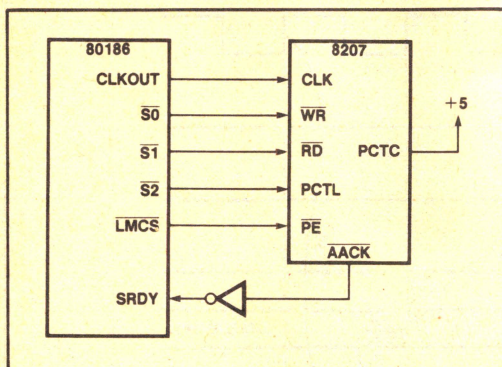 80186 8207
CLKOUT CLK
+5
S0 WR
S1 RD PCTC
S2 PCTL
LMCS PE
AACK
SRDY